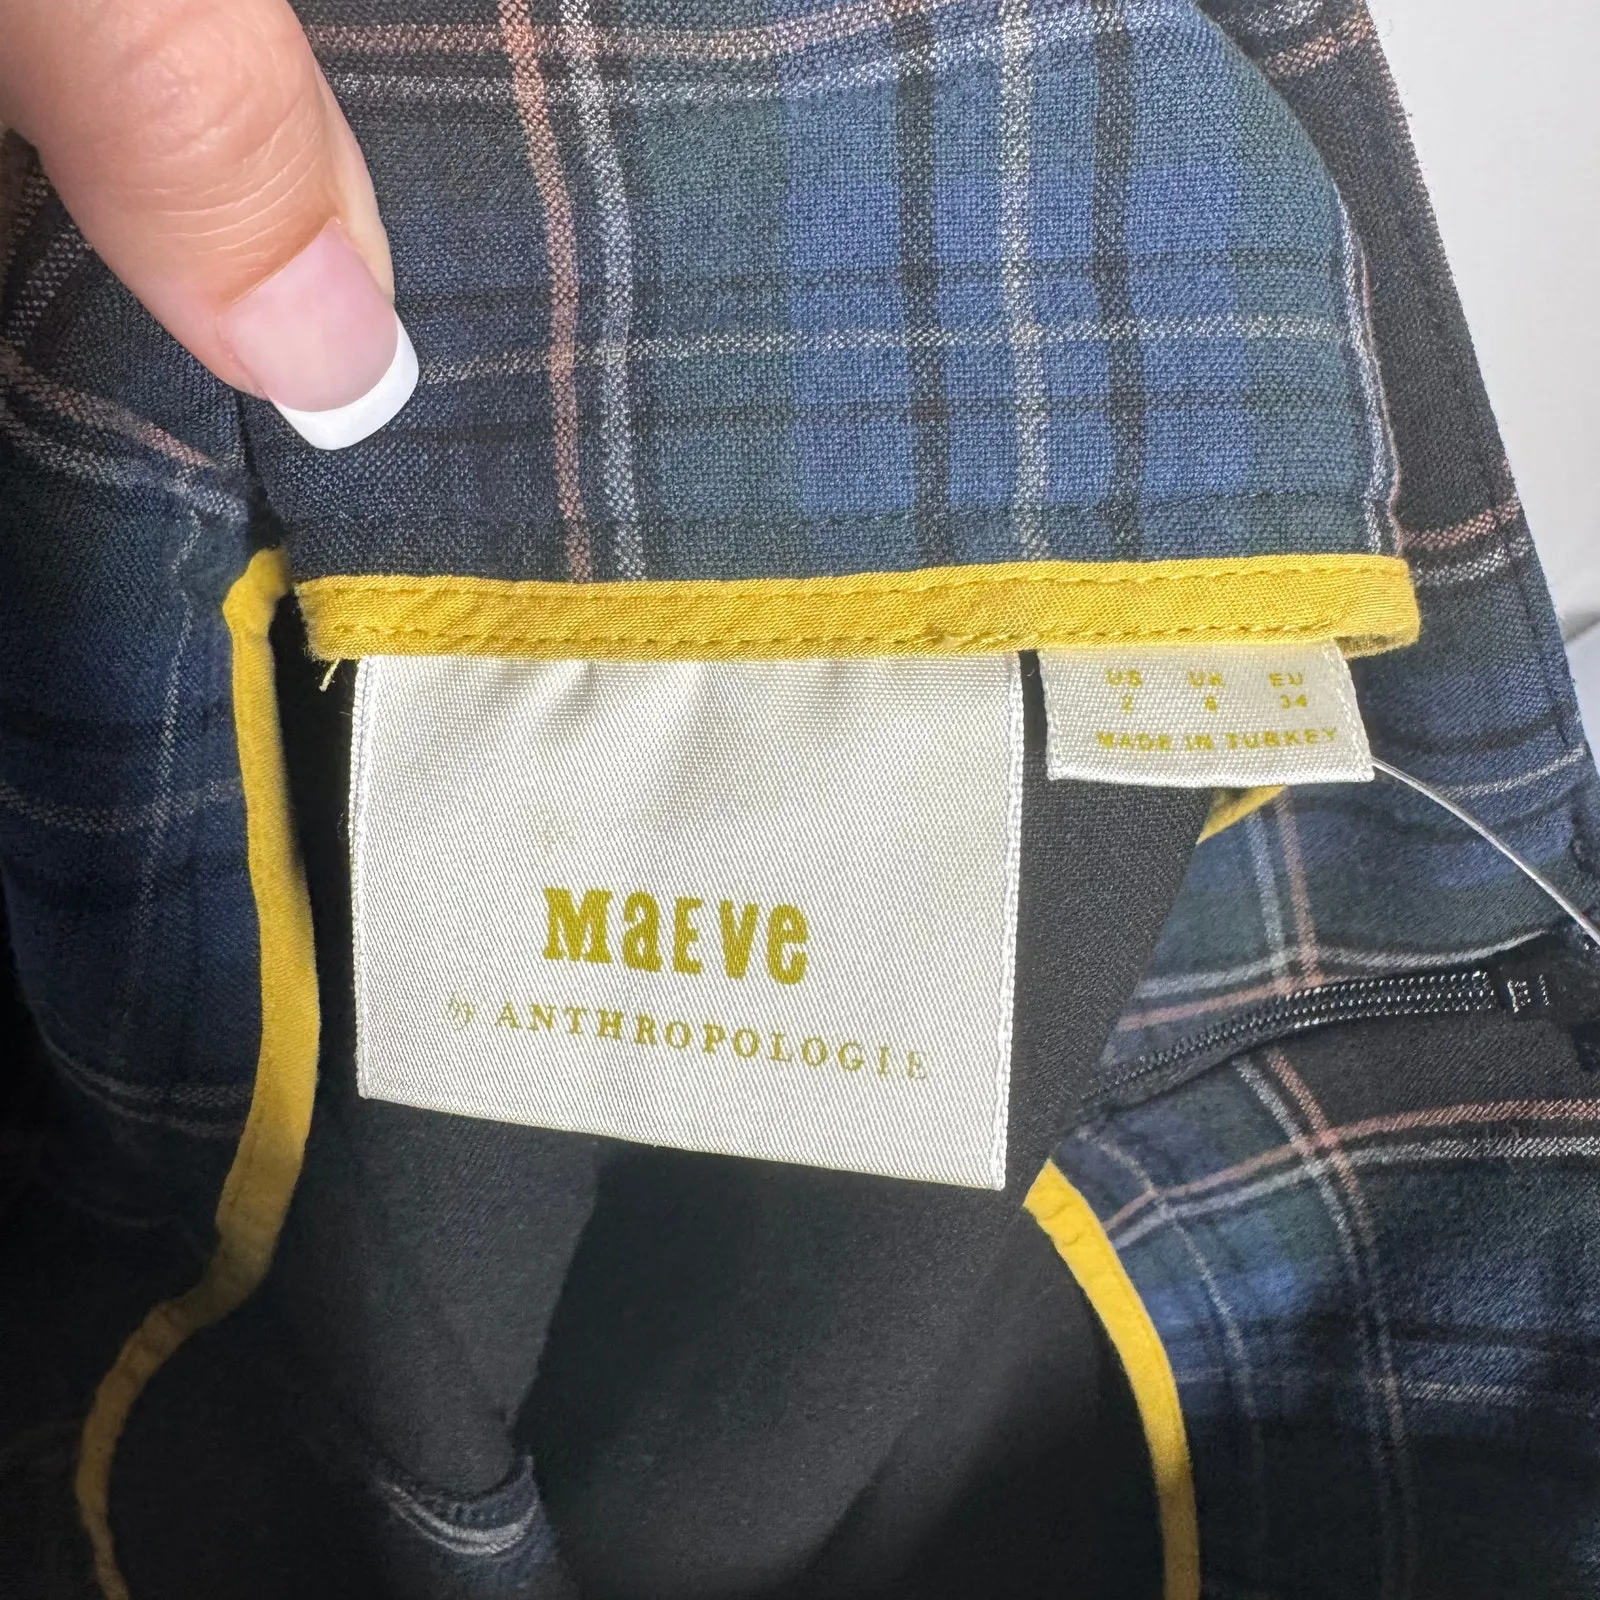 MaEVe
by ANTHROPOLOGIE
US UK EU
2 6 34
MADE IN TURKEY